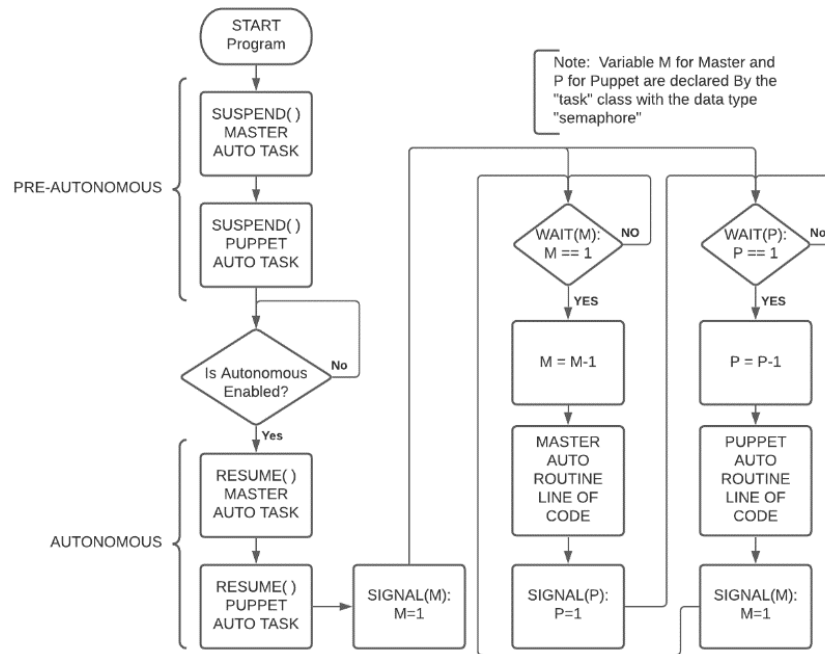 START
Program
SUSPEND( )
MASTER
AUTO TASK
PRE-AUTONOMOUS
SUSPEND( )
PUPPET
AUTO TASK
Is Autonomous
Enabled?
No
Yes
RESUME( )
MASTER
AUTO TASK
AUTONOMOUS
RESUME( )
PUPPET
AUTO TASK
SIGNAL(M):
M=1
Note: Variable M for Master and
P for Puppet are declared By the
"task" class with the data type
"semaphore"
WAIT(M):
M == 1
NO
YES
M = M-1
MASTER
AUTO
ROUTINE
LINE OF
CODE
SIGNAL(P):
P=1
WAIT(P):
P == 1
No
YES
P = P-1
PUPPET
AUTO
ROUTINE
LINE OF
CODE
SIGNAL(M):
M=1